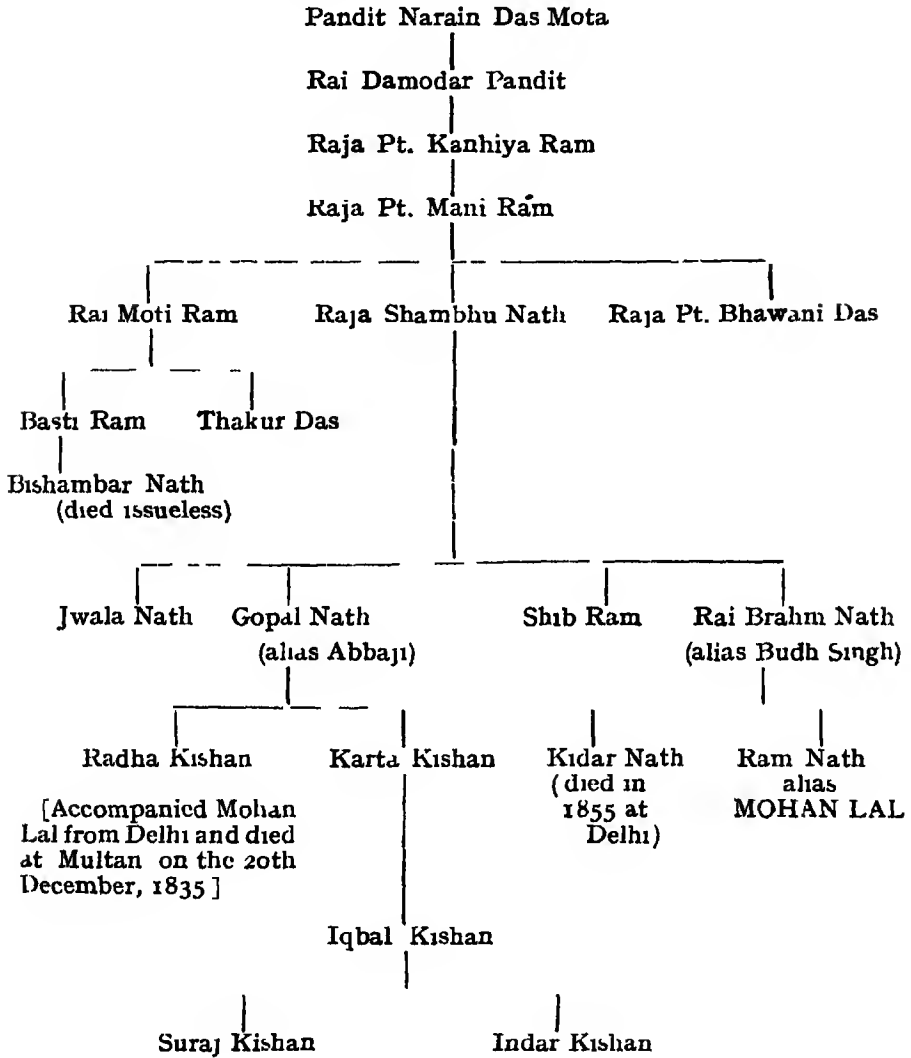 Pandit Narain Das Mota
Rai Damodar Pandit
Raja Pt. Kanhiya Ram
Raja Pt. Mani Ram
Rai Moti Ram Raja Shambhu Nath Raja Pt. Bhawani Das
Basti Ram Thakur Das
Bishambar Nath
(died issueless)
Jwala Nath Gopal Nath Shib Ram Rai Brahm Nath
(alias Abbaji) (alias Budh Singh)
Radha Kishan Karta Kishan Kidar Nath Ram Nath
(died in alias
[Accompanied Mohan 1855 at MOHAN LAL
Lal from Delhi and died Delhi)
at Multan on the 20th
December, 1835]
Iqbal Kishan
Suraj Kishan Indar Kishan